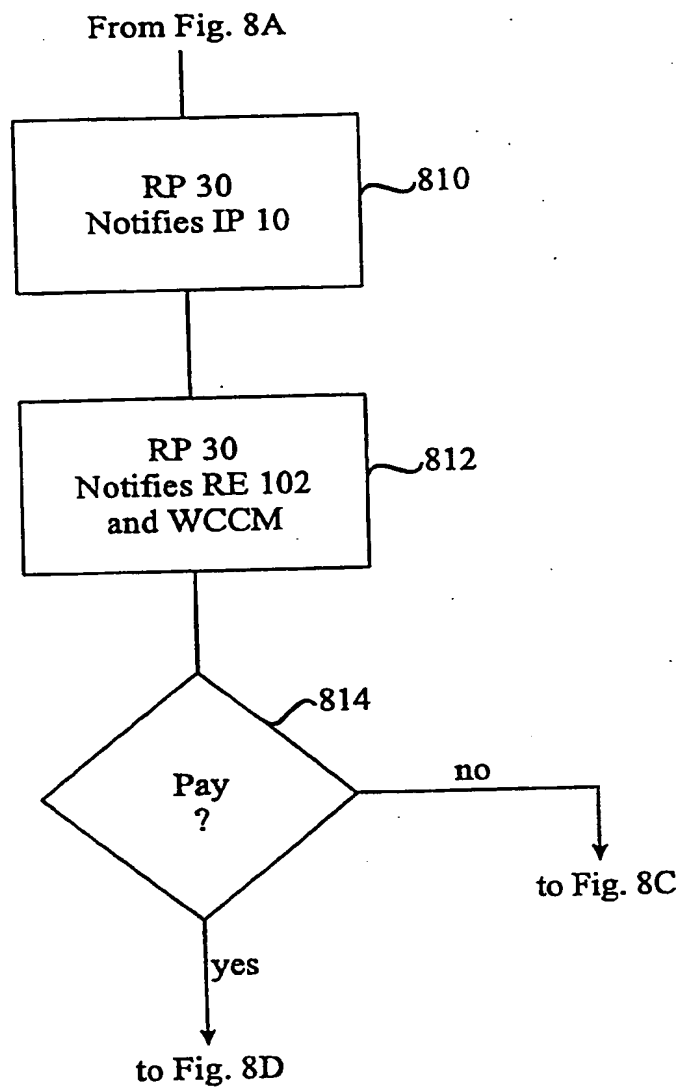 From Fig. 8A
RP 30
Notifies IP 10
810
RP 30
Notifies RE 102
and WCCM
812
814
Pay
?
no
to Fig. 8C
yes
to Fig. 8D